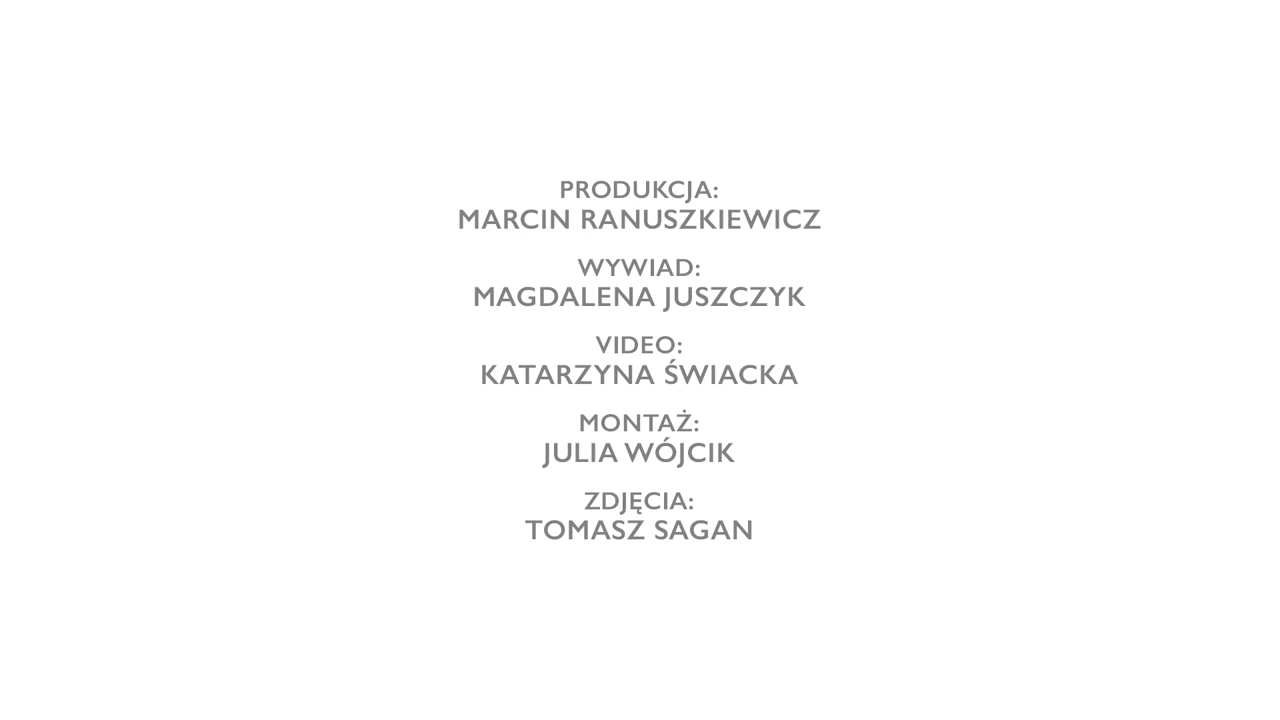 PRODUKCJA:
MARCIN RANUSZKIEWICZ
WYWIAD:
MAGDALENA JUSZCZYK
VIDEO:
KATARZYNA ŚWIACKA
MONTAŻ:
JULIA WÓJCIK
ZDJĘCIA:
TOMASZ SAGAN